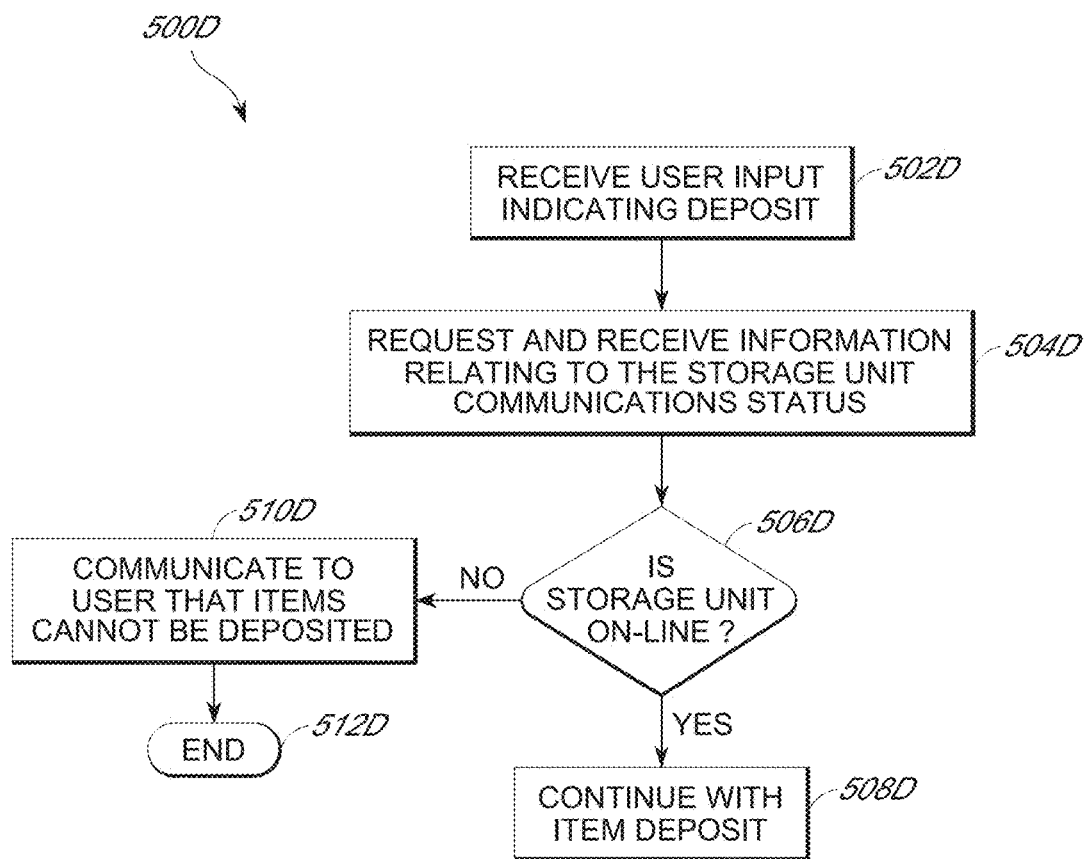 500D
RECEIVE USER INPUT
INDICATING DEPOSIT
502D
REQUEST AND RECEIVE INFORMATION
RELATING TO THE STORAGE UNIT
COMMUNICATIONS STATUS
504D
506D
IS
STORAGE UNIT
ON-LINE ?
NO
510D
COMMUNICATE TO
USER THAT ITEMS
CANNOT BE DEPOSITED
END
512D
YES
CONTINUE WITH
ITEM DEPOSIT
508D